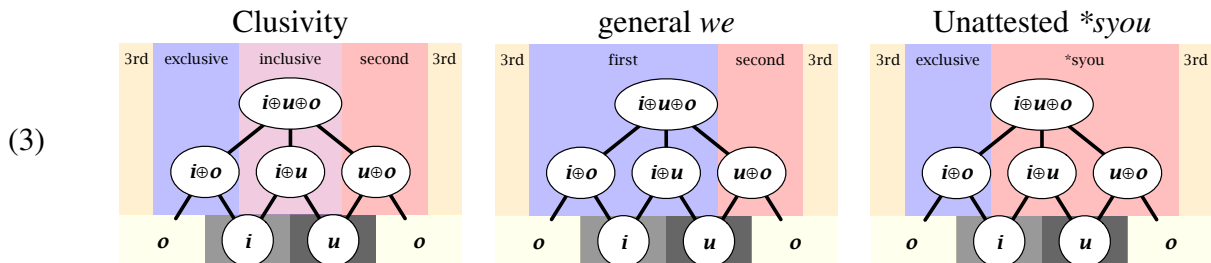 Clusivity general we Unattested *syou
3rd exclusive inclusive second 3rd 3rd first second 3rd 3rd exclusive *syou 3rd
i⊕u⊕o i⊕u⊕o i⊕u⊕o
(3)
i⊕o i⊕u u⊕o i⊕o i⊕u u⊕o i⊕o i⊕u u⊕o
o i u o o i u o o i u o